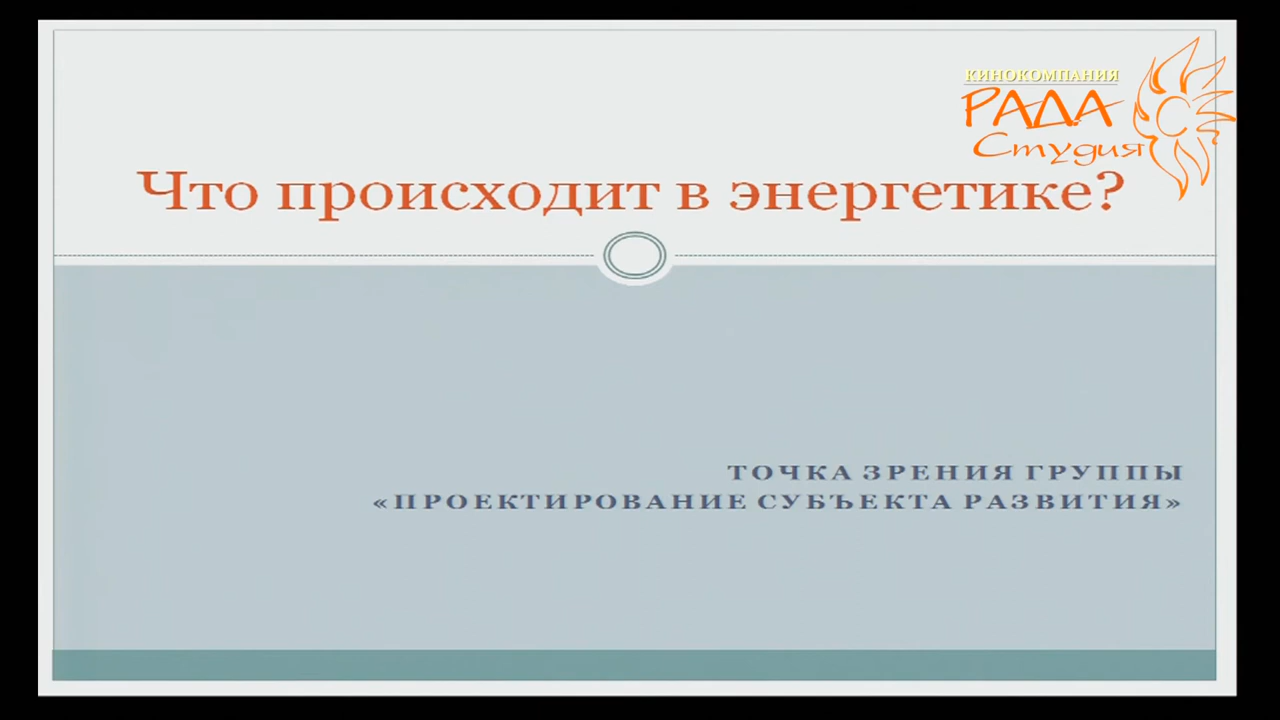 КИНОКОМПАНИЯ
РАДА
Студия
Что происходит в энергетике?
ТОЧКА ЗРЕНИЯ ГРУППЫ
«ПРОЕКТИРОВАНИЕ СУБЪЕКТА РАЗВИТИЯ»